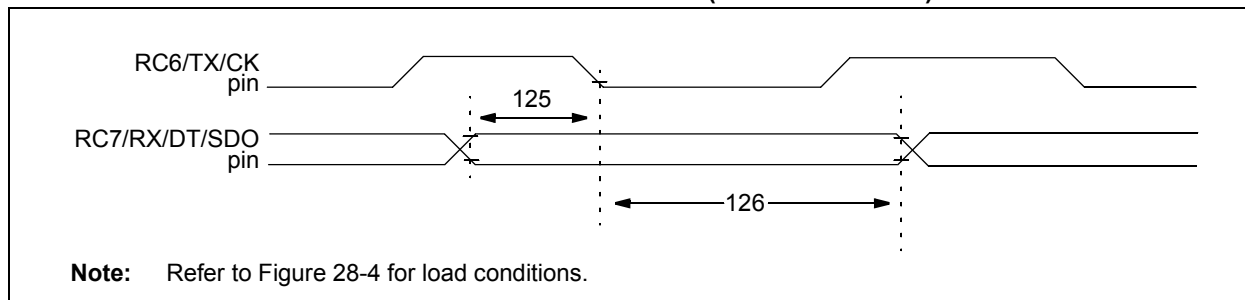 RC6/TX/CK
pin
125
RC7/RX/DT/SDO
pin
126
Note: Refer to Figure 28-4 for load conditions.